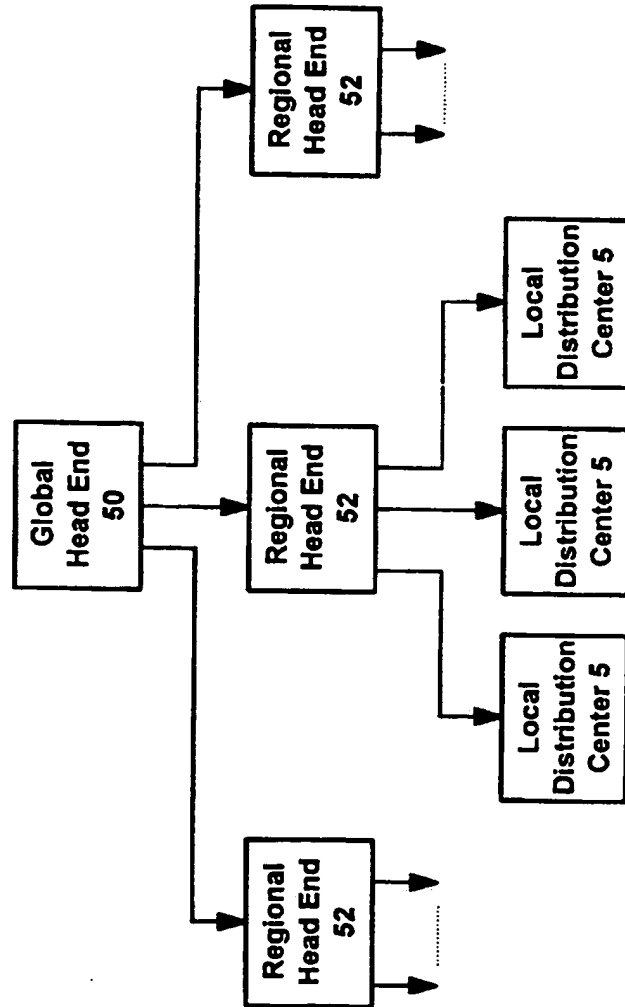 Global
Head End
50
Regional
Head End
52
Regional
Head End
52
Regional
Head End
52
Local
Distribution
Center 5
Local
Distribution
Center 5
Local
Distribution
Center 5